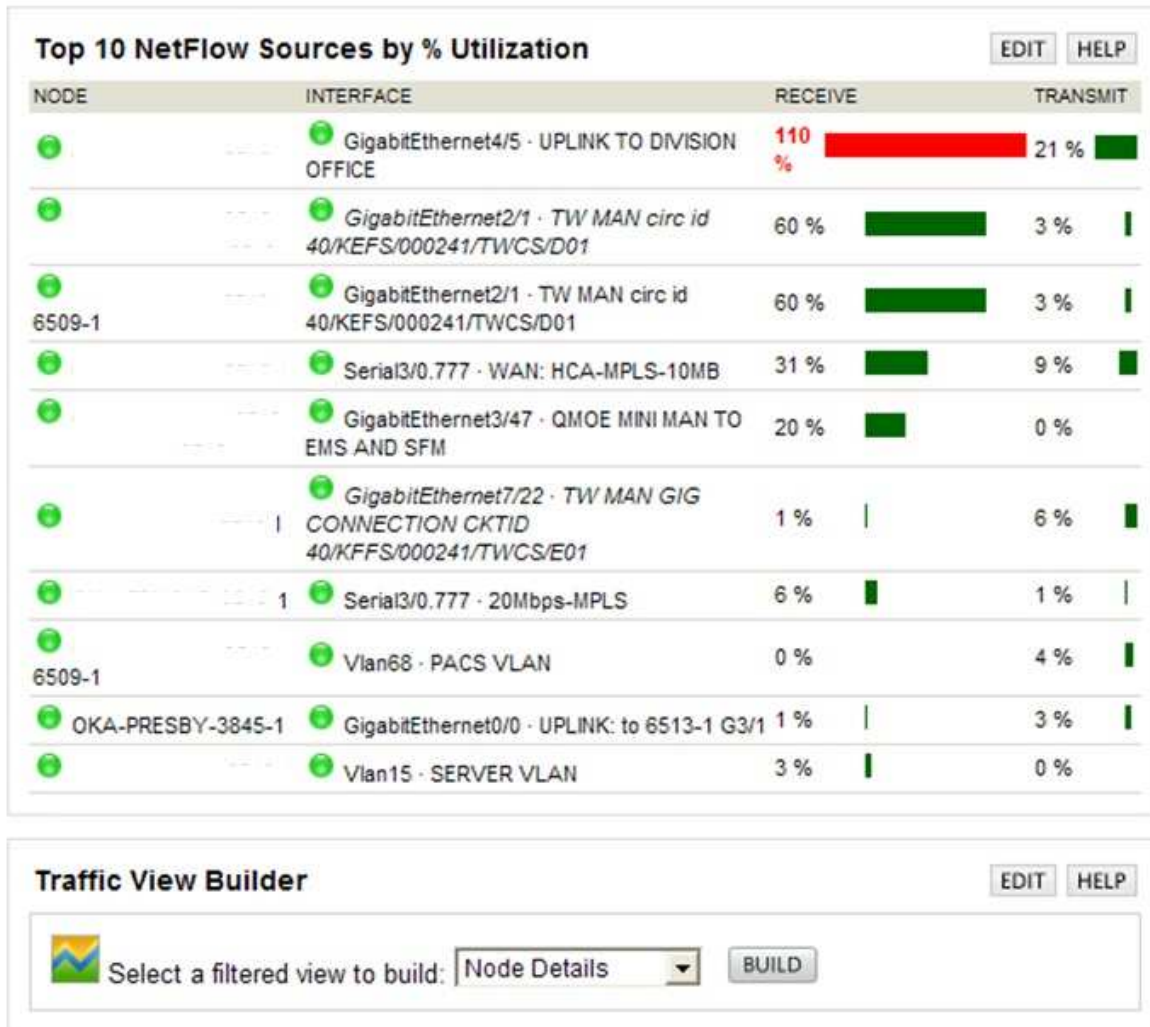 Top 10 NetFlow Sources by % Utilization
EDIT HELP
NODE INTERFACE RECEIVE TRANSMIT
GigabitEthernet4/5 · UPLINK TO DIVISION
OFFICE
110
%
21 %
GigabitEthernet2/1 · TW MAN circ id
40/KEFS/000241/TWCS/D01
60 %
3 %
6509-1
GigabitEthernet2/1 · TW MAN circ id
40/KEFS/000241/TWCS/D01
60 %
3 %
Serial3/0.777 · WAN: HCA-MPLS-10MB
31 %
9 %
GigabitEthernet3/47 · QMOE MINI MAN TO
EMS AND SFM
20 %
0 %
GigabitEthernet7/22 · TW MAN GIG
CONNECTION CKTID
40/KFFS/000241/TWCS/E01
1 %
6 %
1
Serial3/0.777 · 20Mbps-MPLS
6 %
1 %
6509-1
Vlan68 · PACS VLAN
0 %
4 %
OKA-PRESBY-3845-1
GigabitEthernet0/0 · UPLINK: to 6513-1 G3/1
1 %
3 %
Vlan15 · SERVER VLAN
3 %
0 %
Traffic View Builder
EDIT HELP
Select a filtered view to build: Node Details BUILD